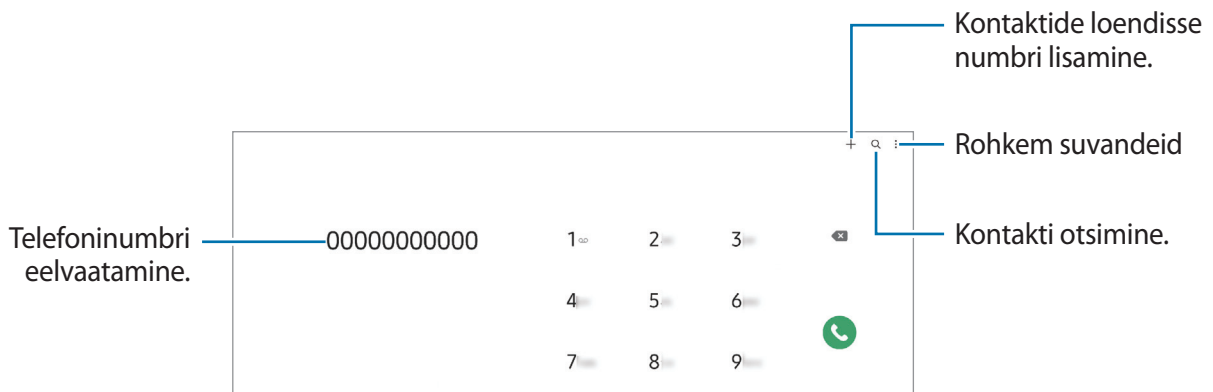 Kontaktide loendisse
numbri lisamine.
Rohkem suvandeid
Telefoninumbri
eelvaatamine.
00000000000
1 2 3
Kontakti otsimine.
4 5 6
7 8 9